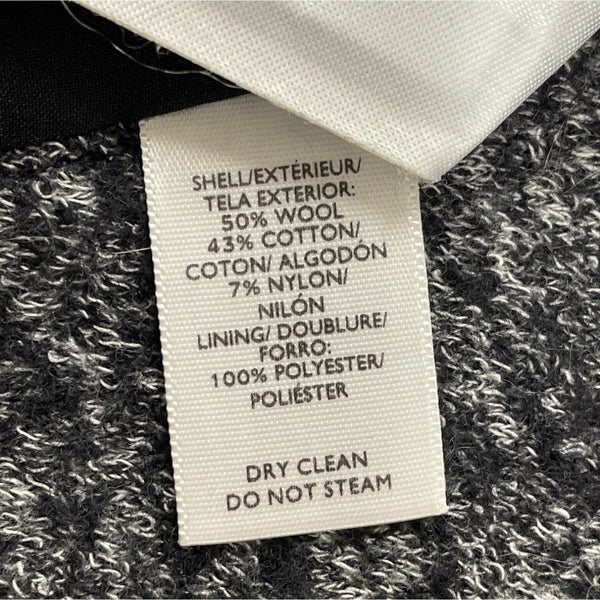 SHELL/EXTÉRIEUR/
TELA EXTERIOR:
50% WOOL
43% COTTON/
COTON/ ALGODÓN
7% NYLON/
NILÓN
LINING/ DOUBLURE/
FORRO:
100% POLYESTER/
POLIÉSTER
DRY CLEAN
DO NOT STEAM